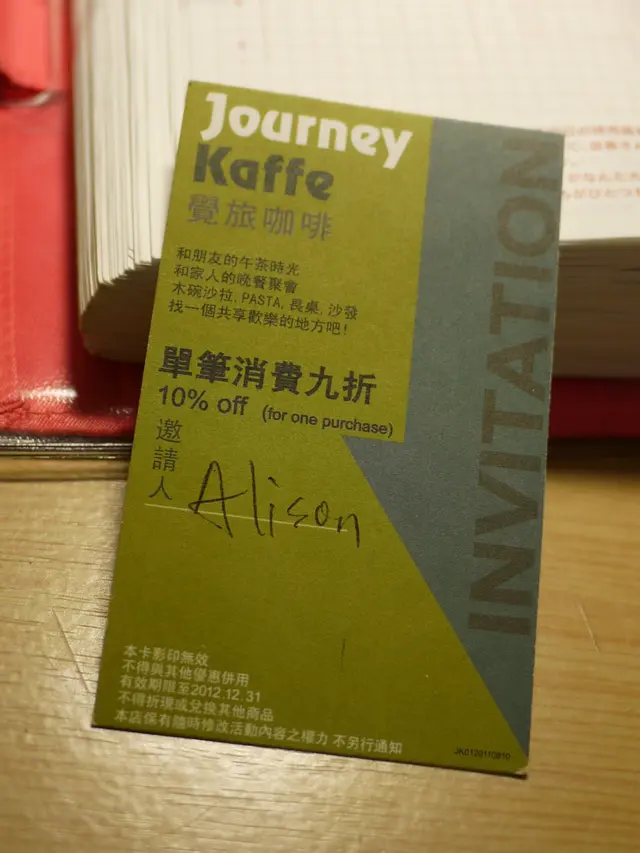 Journey
Kaffe
覺旅咖啡
和朋友的午茶時光
和家人的晚餐聚會
木碗沙拉, PASTA, 長桌, 沙發
找一個共享歡樂的地方吧!
單筆消費九折
10% off (for one purchase)
邀請人
Alison
INVITATION
本卡影印無效
不得與其他優惠併用
有效期限至2012.12.31
不得折現或兌換其他商品
本店保有隨時修改活動內容之權力 不另行通知